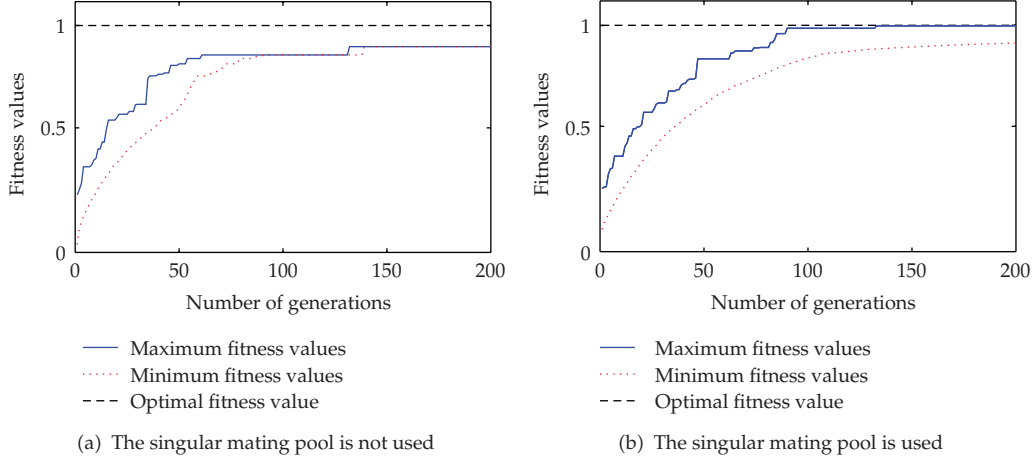 1
0.5
0
Fitness values
0
50
100
150
200
Number of generations
Maximum fitness values
Minimum fitness values
Optimal fitness value
(a) The singular mating pool is not used
1
0.5
0
Fitness values
0
50
100
150
200
Number of generations
Maximum fitness values
Minimum fitness values
Optimal fitness value
(b) The singular mating pool is used